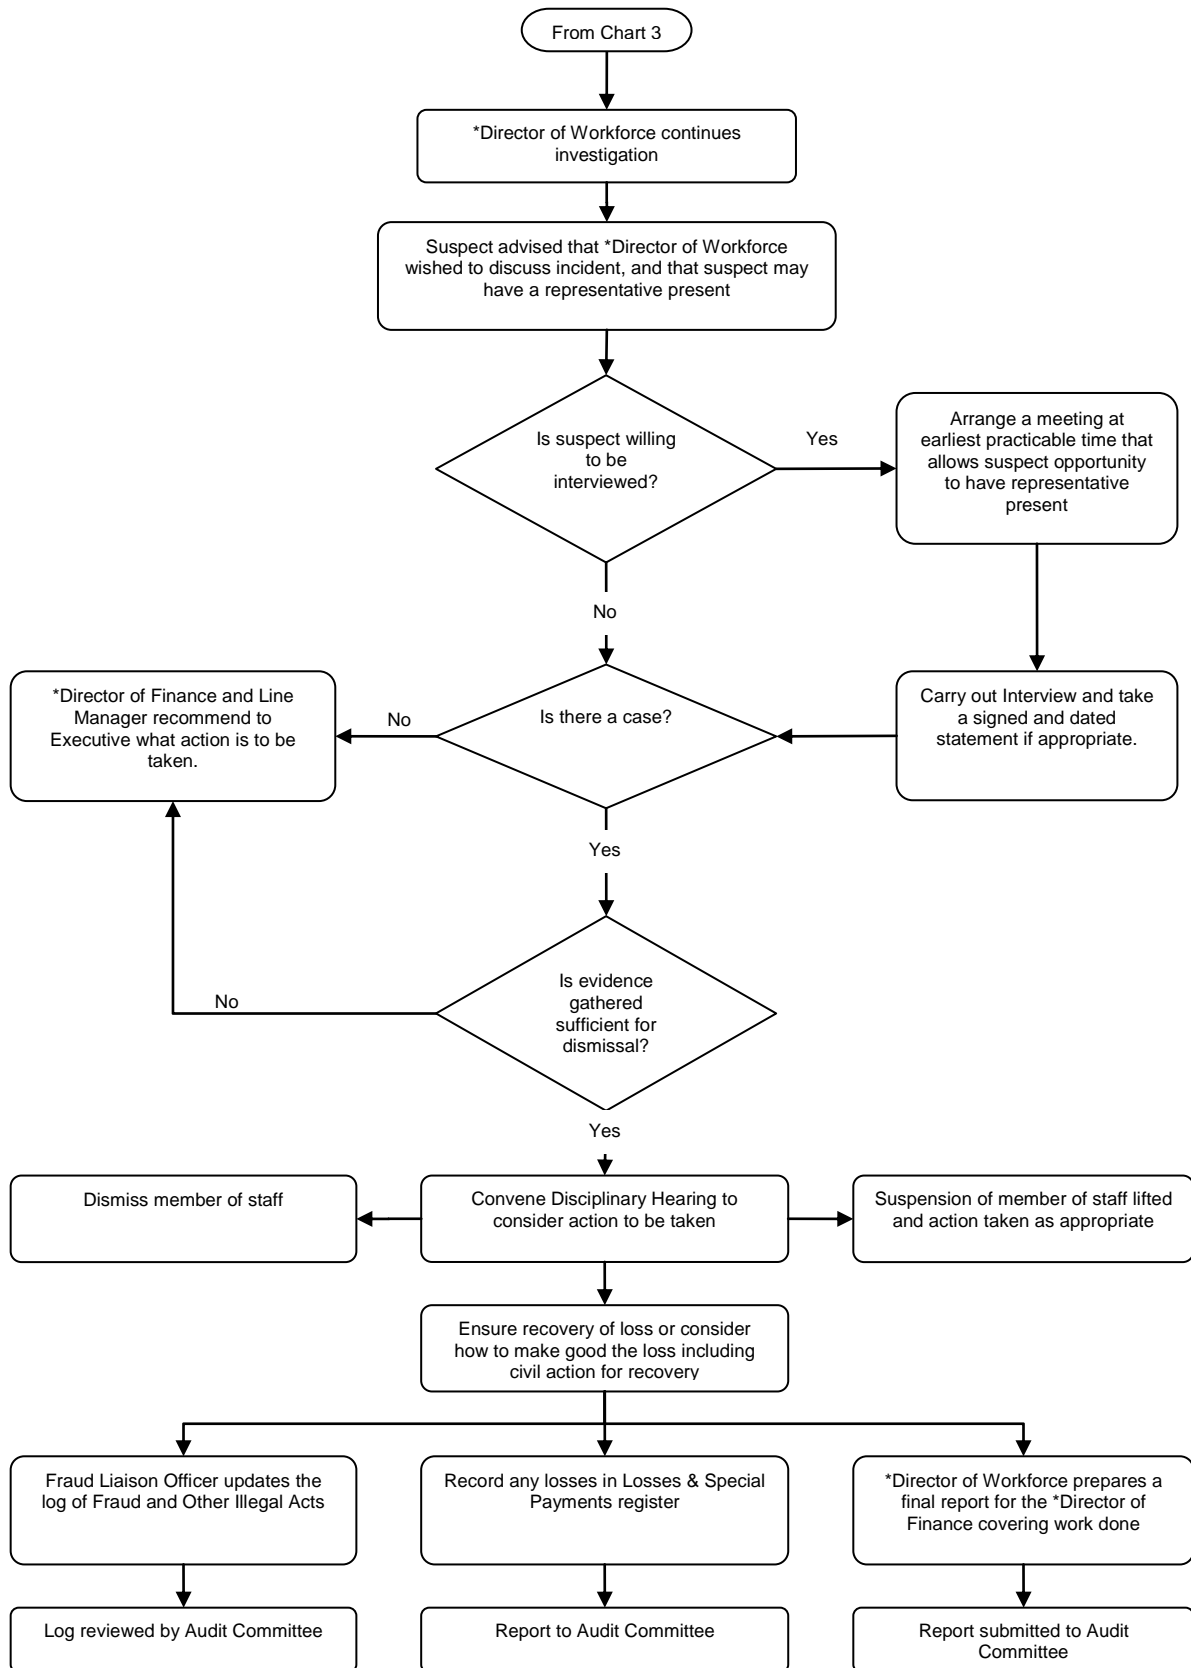 From Chart 3
*Director of Workforce continues
investigation
Suspect advised that *Director of Workforce
wished to discuss incident, and that suspect may
have a representative present
Is suspect willing
to be
interviewed?
Yes
Arrange a meeting at
earliest practicable time that
allows suspect opportunity
to have representative
present
No
*Director of Finance and Line
Manager recommend to
Executive what action is to be
taken.
No
Is there a case?
Carry out Interview and take
a signed and dated
statement if appropriate.
Yes
Is evidence
gathered
sufficient for
dismissal?
No
Yes
Dismiss member of staff
Convene Disciplinary Hearing to
consider action to be taken
Suspension of member of staff lifted
and action taken as appropriate
Ensure recovery of loss or consider
how to make good the loss including
civil action for recovery
Fraud Liaison Officer updates the
log of Fraud and Other Illegal Acts
Record any losses in Losses & Special
Payments register
*Director of Workforce prepares a
final report for the *Director of
Finance covering work done
Log reviewed by Audit Committee
Report to Audit Committee
Report submitted to Audit
Committee